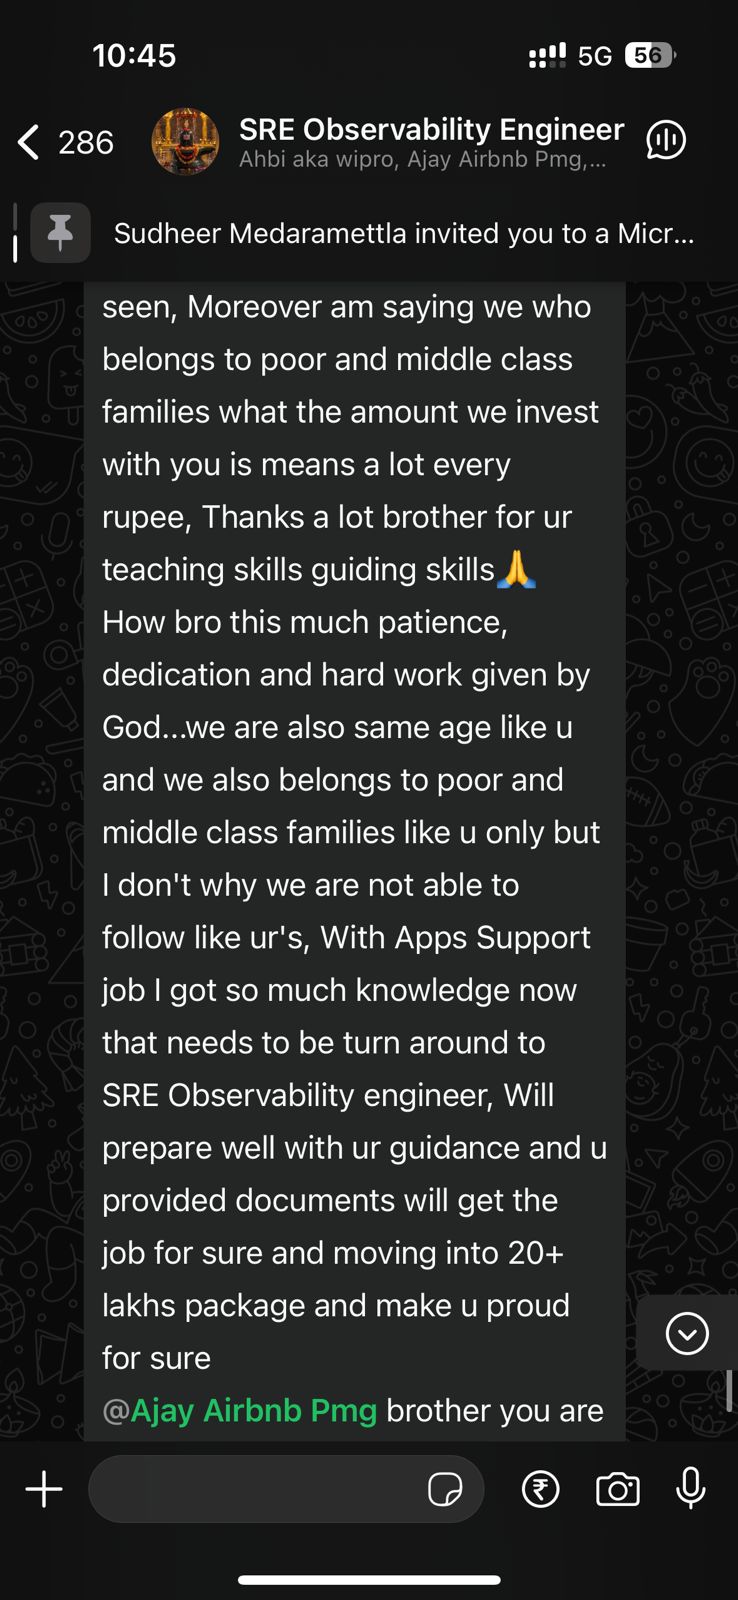 10:45
5G
56
286
SRE Observability Engineer
Ahbi aka wipro, Ajay Airbnb Pmg,...
Sudheer Medaramettla invited you to a Micr...
seen, Moreover am saying we who
belongs to poor and middle class
families what the amount we invest
with you is means a lot every
rupee, Thanks a lot brother for ur
teaching skills guiding skills🙏
How bro this much patience,
dedication and hard work given by
God...we are also same age like u
and we also belongs to poor and
middle class families like u only but
I don't why we are not able to
follow like ur's, With Apps Support
job I got so much knowledge now
that needs to be turn around to
SRE Observability engineer, Will
prepare well with ur guidance and u
provided documents will get the
job for sure and moving into 20+
lakhs package and make u proud
for sure
@Ajay Airbnb Pmg brother you are
₹